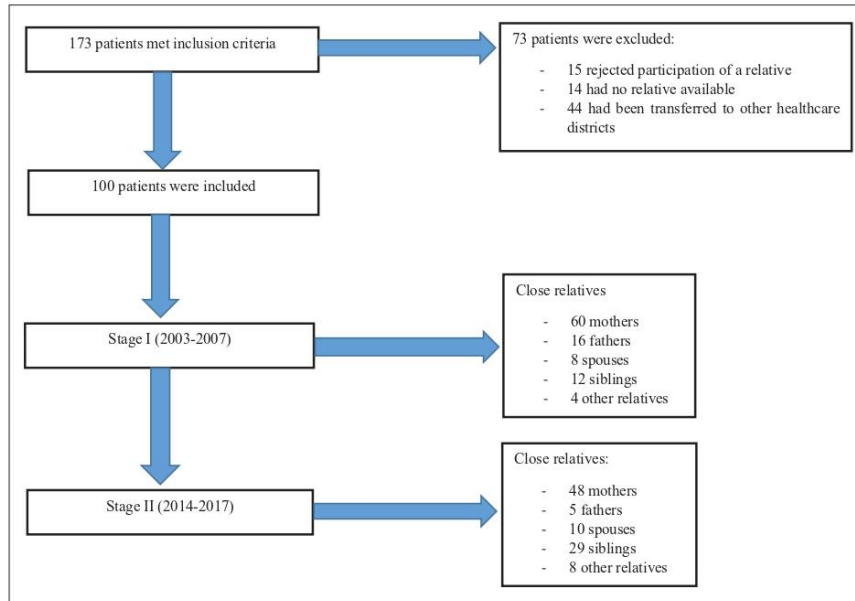 173 patients met inclusion criteria
73 patients were excluded:
- 15 rejected participation of a relative
- 14 had no relative available
- 44 had been transferred to other healthcare
districts
100 patients were included
Stage I (2003-2007)
Close relatives
- 60 mothers
- 16 fathers
- 8 spouses
- 12 siblings
- 4 other relatives
Stage II (2014-2017)
Close relatives:
- 48 mothers
- 5 fathers
- 10 spouses
- 29 siblings
- 8 other relatives